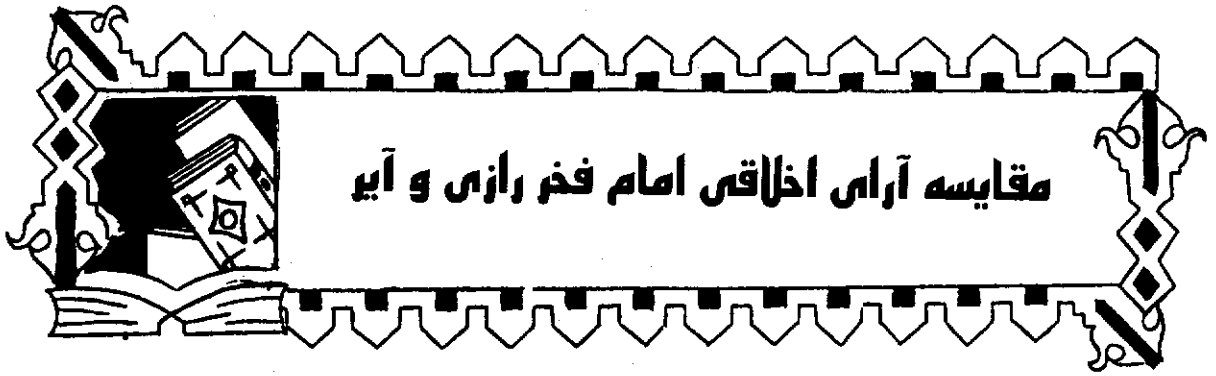 مقایسه آرای اخلاقی امام فخر رازی و آیر